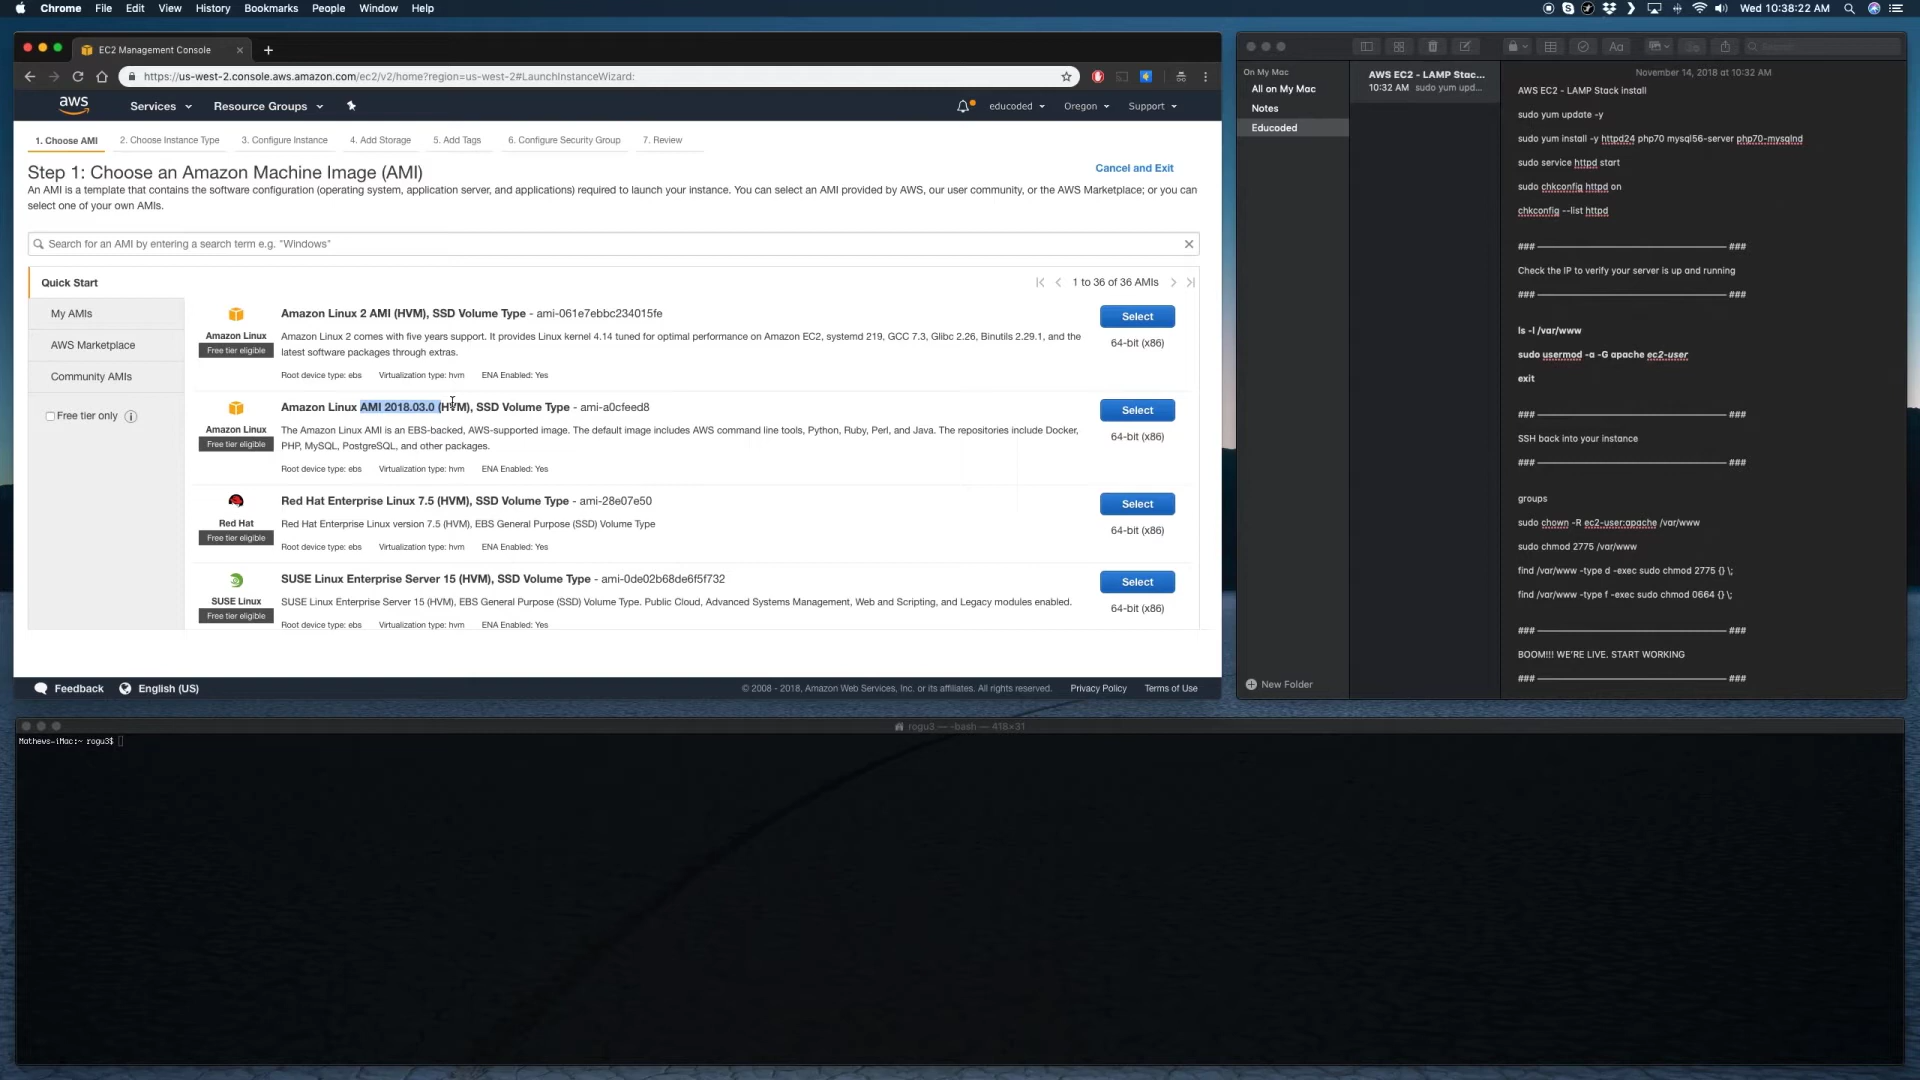 Chrome File Edit View History Bookmarks People Window Help
Wed 10:38:22 AM
EC2 Management Console
https://us-west-2.console.aws.amazon.com/ec2/v2/home?region=us-west-2#LaunchInstanceWizard:
aws Services Resource Groups educoded Oregon Support
1. Choose AMI 2. Choose Instance Type 3. Configure Instance 4. Add Storage 5. Add Tags 6. Configure Security Group 7. Review
Step 1: Choose an Amazon Machine Image (AMI)
Cancel and Exit
An AMI is a template that contains the software configuration (operating system, application server, and applications) required to launch your instance. You can select an AMI provided by AWS, our user community, or the AWS Marketplace; or you can
select one of your own AMIs.
Search for an AMI by entering a search term e.g. "Windows"
Quick Start
My AMIs
AWS Marketplace
Community AMIs
Free tier only
1 to 36 of 36 AMIs
Amazon Linux
Free tier eligible
Amazon Linux 2 AMI (HVM), SSD Volume Type - ami-061e7ebbc234015fe
Amazon Linux 2 comes with five years support. It provides Linux kernel 4.14 tuned for optimal performance on Amazon EC2, systemd 219, GCC 7.3, Glibc 2.26, Binutils 2.29.1, and the
latest software packages through extras.
Root device type: ebs Virtualization type: hvm ENA Enabled: Yes
Select
64-bit (x86)
Amazon Linux
Free tier eligible
Amazon Linux AMI 2018.03.0 (HVM), SSD Volume Type - ami-a0cfeed8
The Amazon Linux AMI is an EBS-backed, AWS-supported image. The default image includes AWS command line tools, Python, Ruby, Perl, and Java. The repositories include Docker,
PHP, MySQL, PostgreSQL, and other packages.
Root device type: ebs Virtualization type: hvm ENA Enabled: Yes
Select
64-bit (x86)
Red Hat
Free tier eligible
Red Hat Enterprise Linux 7.5 (HVM), SSD Volume Type - ami-28e07e50
Red Hat Enterprise Linux version 7.5 (HVM), EBS General Purpose (SSD) Volume Type
Root device type: ebs Virtualization type: hvm ENA Enabled: Yes
Select
64-bit (x86)
SUSE Linux
Free tier eligible
SUSE Linux Enterprise Server 15 (HVM), SSD Volume Type - ami-0de02b68de6f5f732
SUSE Linux Enterprise Server 15 (HVM), EBS General Purpose (SSD) Volume Type. Public Cloud, Advanced Systems Management, Web and Scripting, and Legacy modules enabled.
Root device type: ebs Virtualization type: hvm ENA Enabled: Yes
Select
64-bit (x86)
Feedback English (US)
© 2008 - 2018, Amazon Web Services, Inc. or its affiliates. All rights reserved. Privacy Policy Terms of Use
Aa
Search
On My Mac
All on My Mac
Notes
Educoded
New Folder
AWS EC2 - LAMP Stac...
10:32 AM sudo yum upd...
November 14, 2018 at 10:32 AM
AWS EC2 - LAMP Stack install
sudo yum update -y
sudo yum install -y httpd24 php70 mysql56-server php70-mysqlnd
sudo service httpd start
sudo chkconfig httpd on
chkconfig --list httpd
### ———————————————— ###
Check the IP to verify your server is up and running
### ———————————————— ###
ls -l /var/www
sudo usermod -a -G apache ec2-user
exit
### ———————————————— ###
SSH back into your instance
### ———————————————— ###
groups
sudo chown -R ec2-user:apache /var/www
sudo chmod 2775 /var/www
find /var/www -type d -exec sudo chmod 2775 {} \;
find /var/www -type f -exec sudo chmod 0664 {} \;
### ———————————————— ###
BOOM!!! WE'RE LIVE. START WORKING
### ———————————————— ###
rogu3 — -bash — 418×31
Mathews-iMac:~ rogu3$